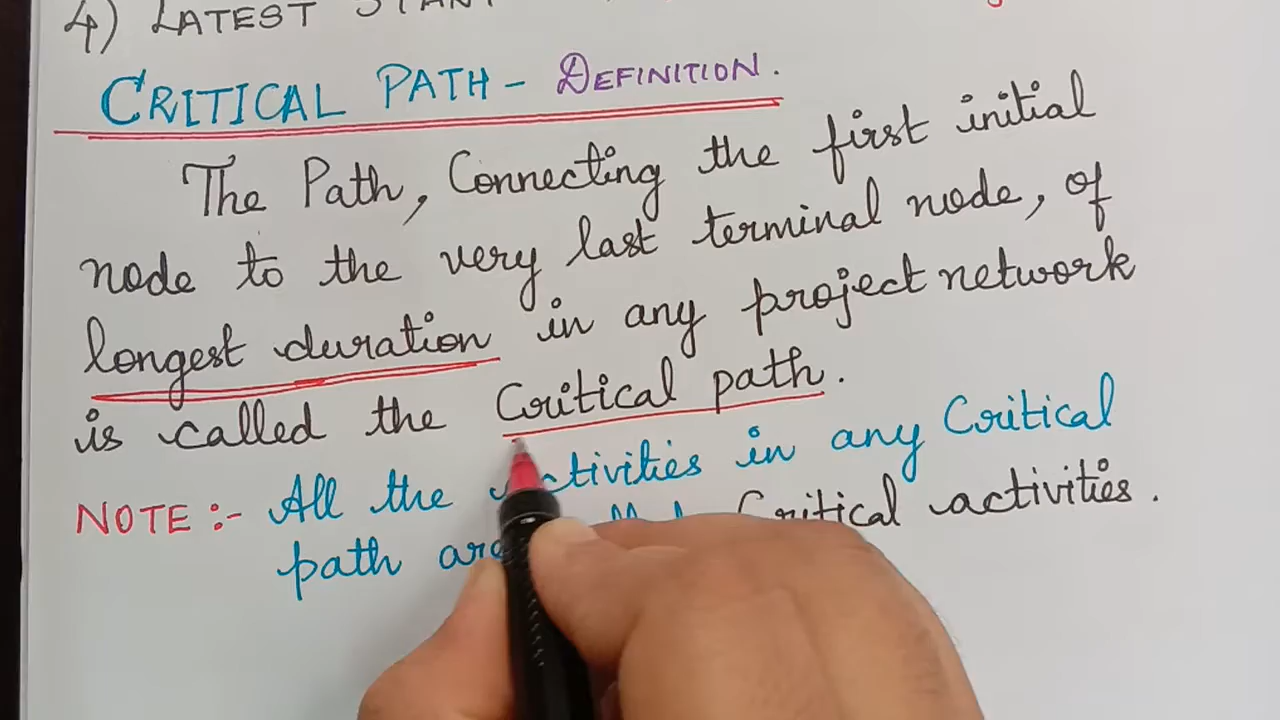 4) LATEST START
CRITICAL PATH - DEFINITION.
The Path, Connecting the first initial
node to the very last terminal node, of
longest duration in any project network
is called the Critical path.
NOTE :- All the activities in any Critical
path are Critical activities.